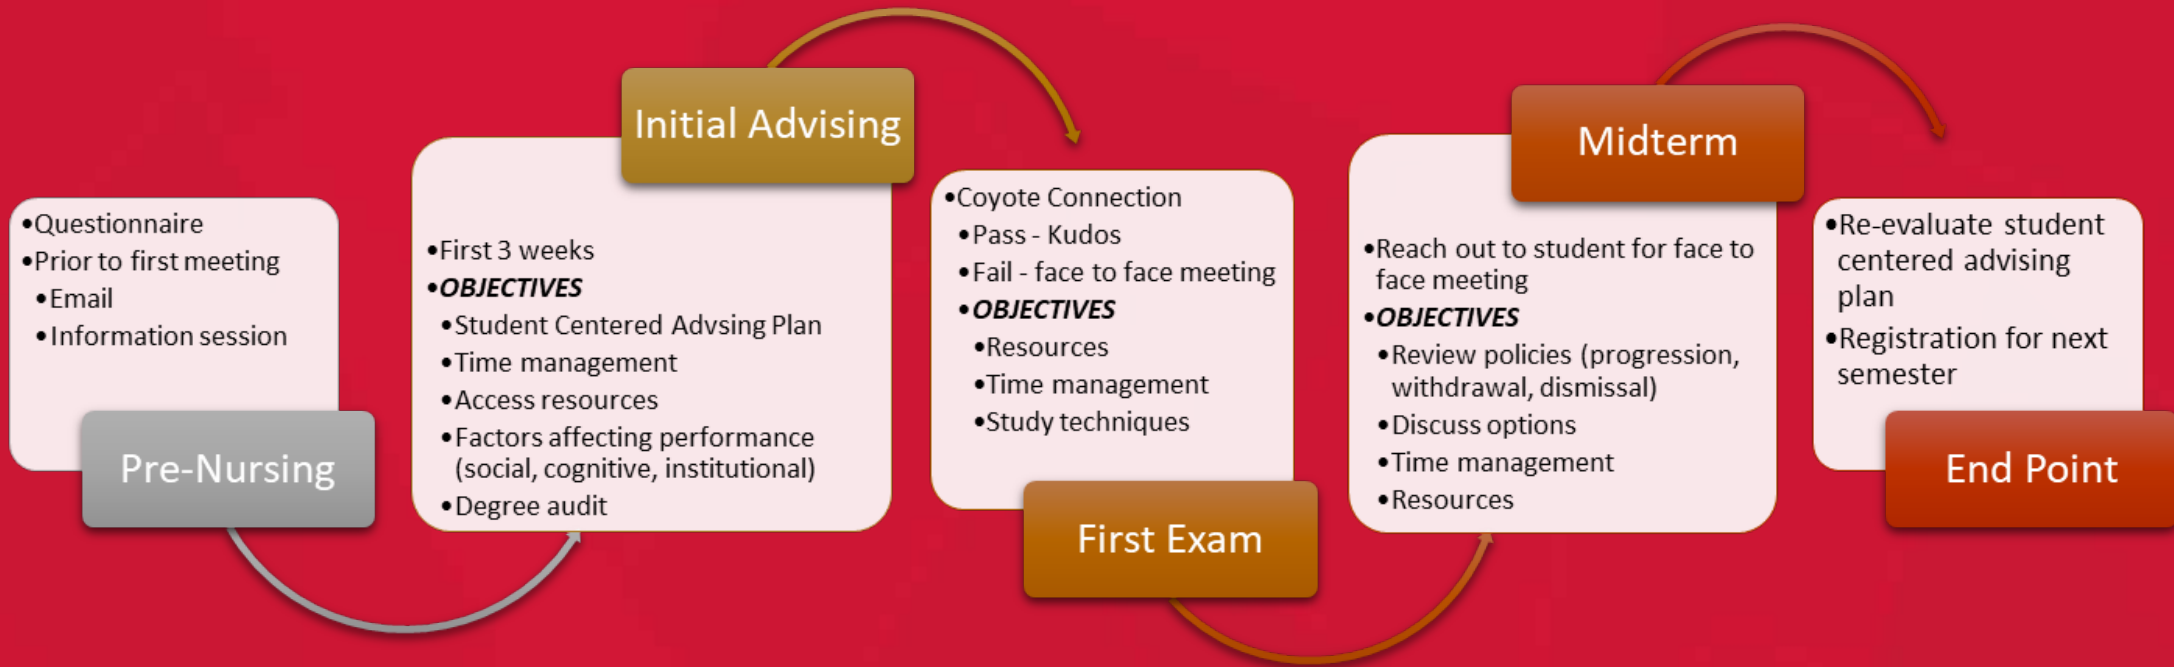 •Questionnaire
•Prior to first meeting
•Email
•Information session
Pre-Nursing
Initial Advising
•First 3 weeks
•OBJECTIVES
•Student Centered Advsing Plan
•Time management
•Access resources
•Factors affecting performance
(social, cognitive, institutional)
•Degree audit
•Coyote Connection
•Pass - Kudos
•Fail - face to face meeting
•OBJECTIVES
•Resources
•Time management
•Study techniques
First Exam
Midterm
•Reach out to student for face to
face meeting
•OBJECTIVES
•Review policies (progression,
withdrawal, dismissal)
•Discuss options
•Time management
•Resources
•Re-evaluate student
centered advising
plan
•Registration for next
semester
End Point